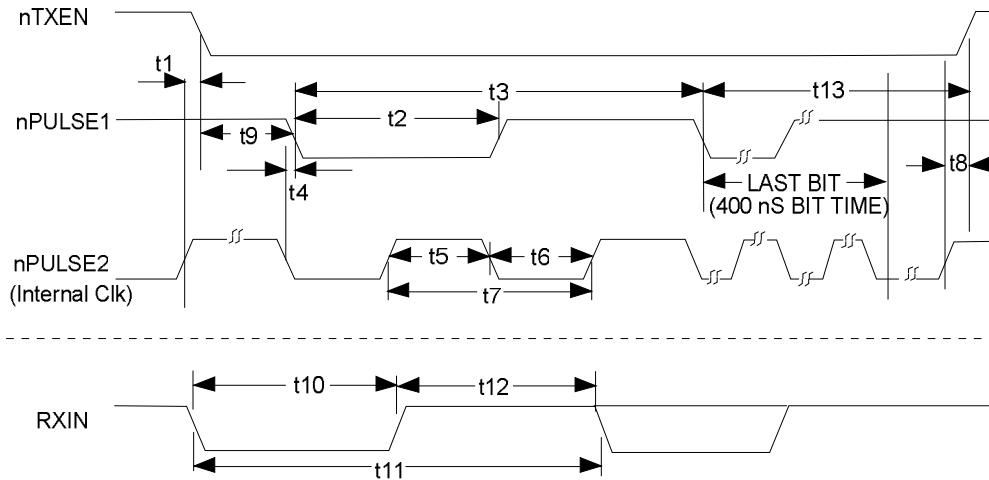 nTXEN
t1
t3
t13
nPULSE1
t2
t9
t8
t4
LAST BIT
(400 nS BIT TIME)
nPULSE2
(Internal Clk)
t5
t6
t7
t10
t12
RXIN
t11